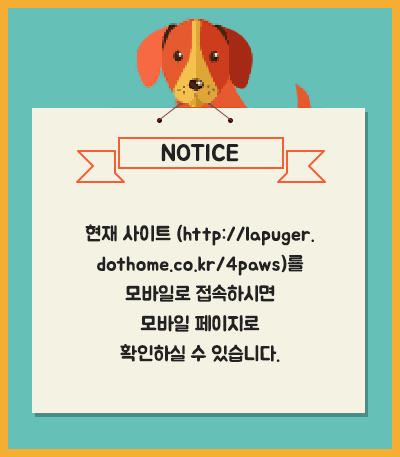 NOTICE
현재 사이트 (http://lapuger.
dothome.co.kr/4paws)를
모바일로 접속하시면
모바일 페이지로
확인하실 수 있습니다.